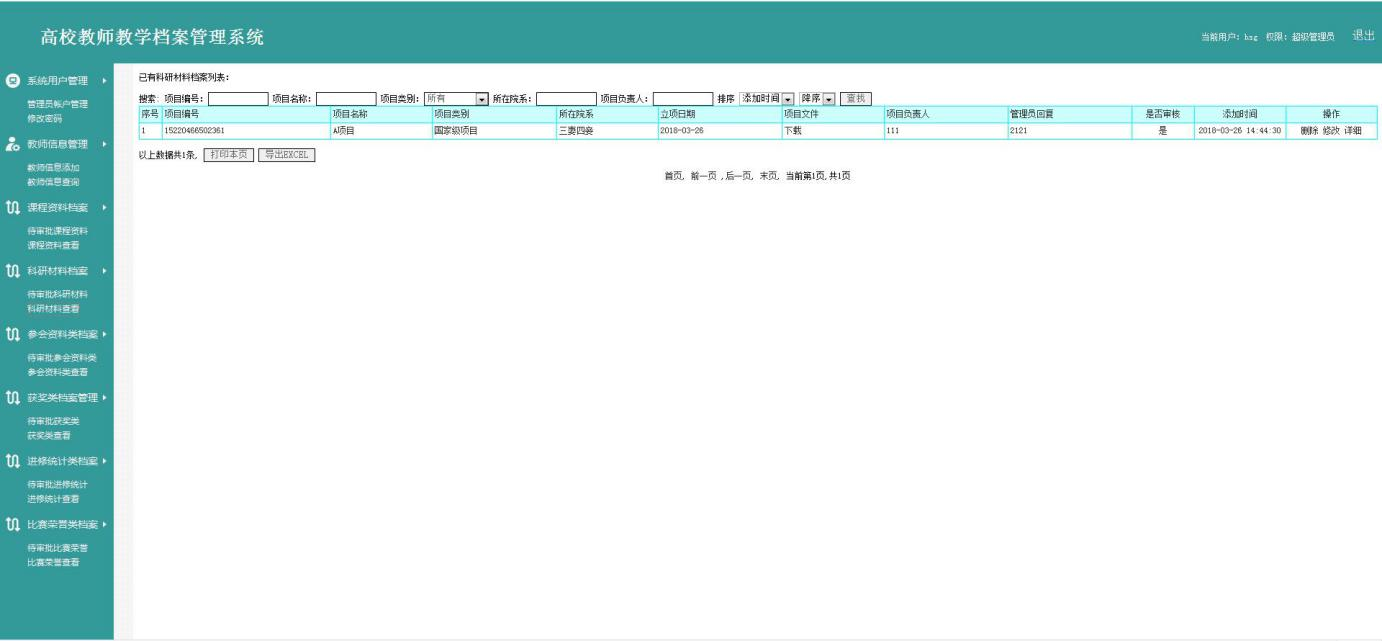 高校教师教学档案管理系统
当前用户: hsg 权限: 超级管理员 退出
系统用户管理
管理员帐户管理
修改密码
教师信息管理
教师信息添加
教师信息查询
课程资料档案
待审批课程资料
课程资料查看
科研材料档案
待审批科研材料
科研材料查看
参会资料类档案
待审批参会资料类
参会资料类查看
获奖类档案管理
待审批获奖类
获奖类查看
进修统计类档案
待审批进修统计
进修统计查看
比赛荣誉类档案
待审批比赛荣誉
比赛荣誉查看
已有科研材料档案列表:
搜索: 项目编号: 项目名称: 项目类别: 所有 所在院系: 项目负责人: 排序 添加时间 降序 查找
序号 项目编号 项目名称 项目类别 所在院系 立项日期 项目文件 项目负责人 管理员回复 是否审核 添加时间 操作
1 15220466502361 A项目 国家级项目 三妻四妾 2018-03-26 下载 111 2121 是 2018-03-26 14:44:30 删除 修改 详细
以上数据共1条, 打印本页 导出EXCEL
首页, 前一页 ,后一页, 末页, 当前第1页,共1页